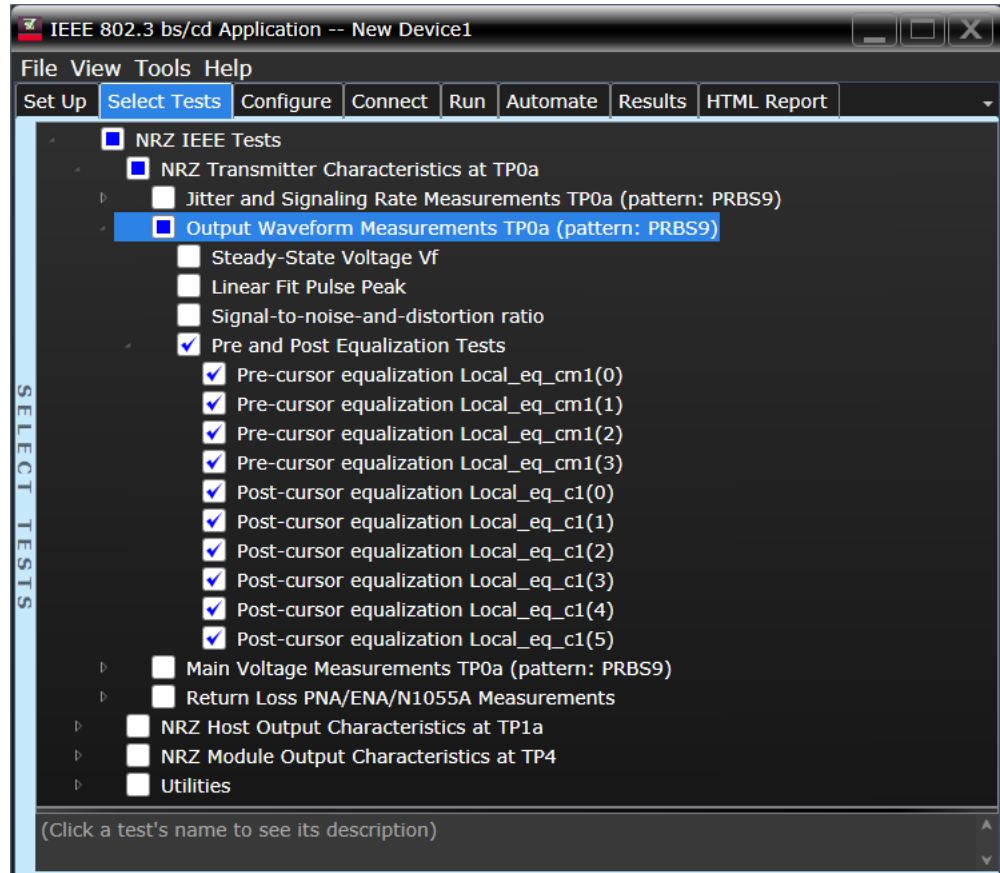 IEEE 802.3 bs/cd Application -- New Device1
File View Tools Help
Set Up Select Tests Configure Connect Run Automate Results HTML Report
SELECT TESTS
NRZ IEEE Tests
NRZ Transmitter Characteristics at TP0a
Jitter and Signaling Rate Measurements TP0a (pattern: PRBS9)
Output Waveform Measurements TP0a (pattern: PRBS9)
Steady-State Voltage Vf
Linear Fit Pulse Peak
Signal-to-noise-and-distortion ratio
Pre and Post Equalization Tests
Pre-cursor equalization Local_eq_cm1(0)
Pre-cursor equalization Local_eq_cm1(1)
Pre-cursor equalization Local_eq_cm1(2)
Pre-cursor equalization Local_eq_cm1(3)
Post-cursor equalization Local_eq_c1(0)
Post-cursor equalization Local_eq_c1(1)
Post-cursor equalization Local_eq_c1(2)
Post-cursor equalization Local_eq_c1(3)
Post-cursor equalization Local_eq_c1(4)
Post-cursor equalization Local_eq_c1(5)
Main Voltage Measurements TP0a (pattern: PRBS9)
Return Loss PNA/ENA/N1055A Measurements
NRZ Host Output Characteristics at TP1a
NRZ Module Output Characteristics at TP4
Utilities
(Click a test's name to see its description)